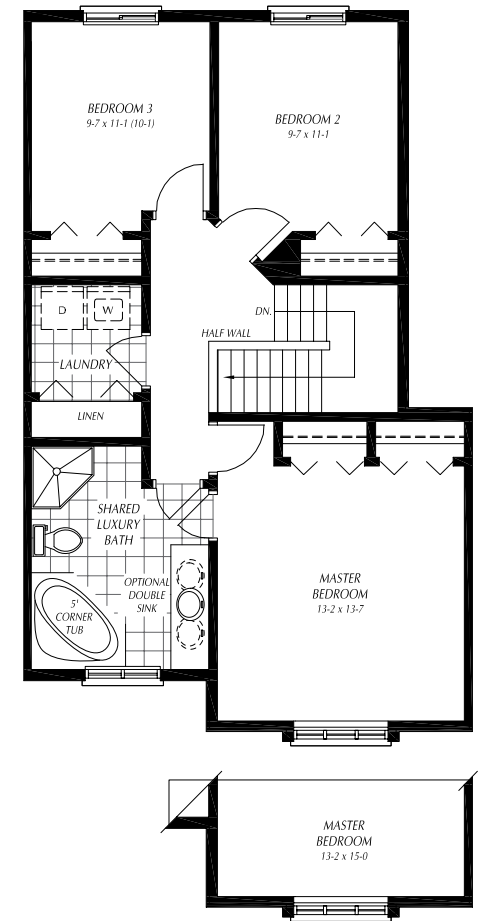 BEDROOM 3
9-7 x 11-1 (10-1)
BEDROOM 2
9-7 x 11-1
D
W
DN.
HALF WALL
LAUNDRY
LINEN
SHARED
LUXURY
BATH
OPTIONAL
DOUBLE
SINK
5'
CORNER
TUB
MASTER
BEDROOM
13-2 x 13-7
MASTER
BEDROOM
13-2 x 15-0